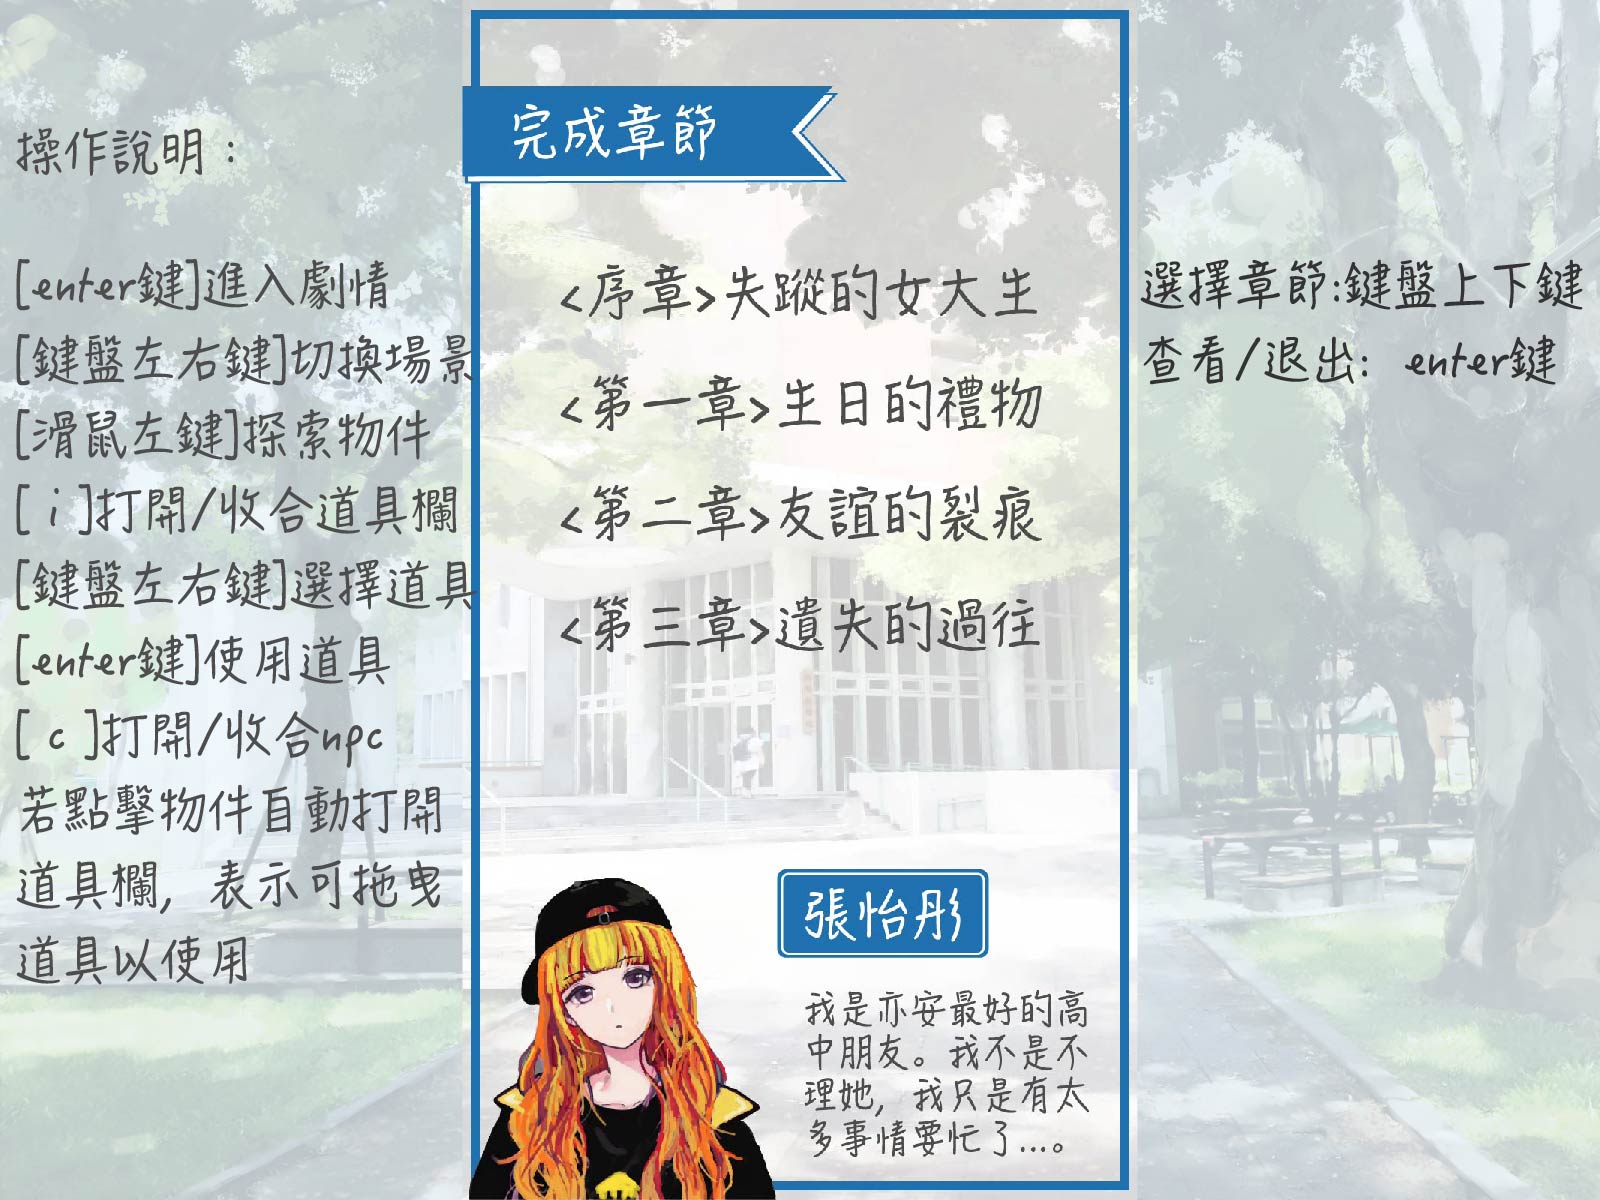 操作說明：
[enter鍵]進入劇情
[鍵盤左右鍵]切換場景
[滑鼠左鍵]探索物件
[ i ]打開/收合道具欄
[鍵盤左右鍵]選擇道具
[enter鍵]使用道具
[ c ]打開/收合npc
若點擊物件自動打開
道具欄，表示可拖曳
道具以使用
完成章節
<序章>失蹤的女大生
<第一章>生日的禮物
<第二章>友誼的裂痕
<第三章>遺失的過往
張怡彤
我是亦安最好的高
中朋友。我不是不
理她，我只是有太
多事情要忙了...。
選擇章節:鍵盤上下鍵
查看/退出: enter鍵